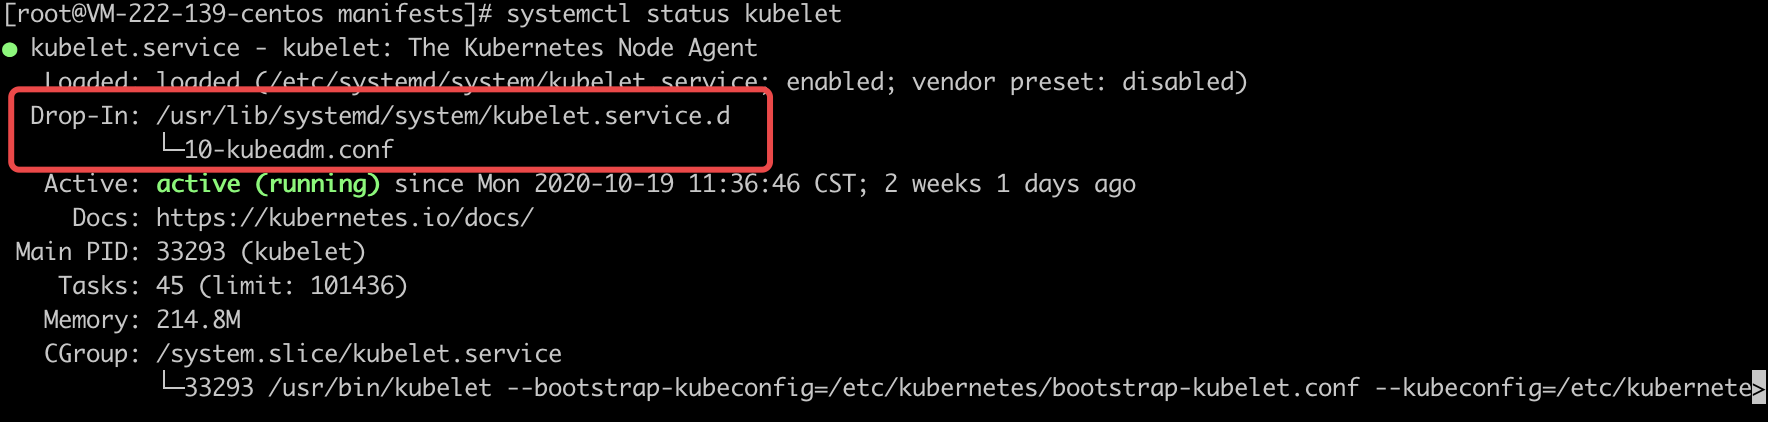 [root@VM-222-139-centos manifests]# systemctl status kubelet
● kubelet.service - kubelet: The Kubernetes Node Agent
Loaded: loaded (/etc/systemd/system/kubelet.service; enabled; vendor preset: disabled)
Drop-In: /usr/lib/systemd/system/kubelet.service.d
└─10-kubeadm.conf
Active: active (running) since Mon 2020-10-19 11:36:46 CST; 2 weeks 1 days ago
Docs: https://kubernetes.io/docs/
Main PID: 33293 (kubelet)
Tasks: 45 (limit: 101436)
Memory: 214.8M
CGroup: /system.slice/kubelet.service
└─33293 /usr/bin/kubelet --bootstrap-kubeconfig=/etc/kubernetes/bootstrap-kubelet.conf --kubeconfig=/etc/kubernete>